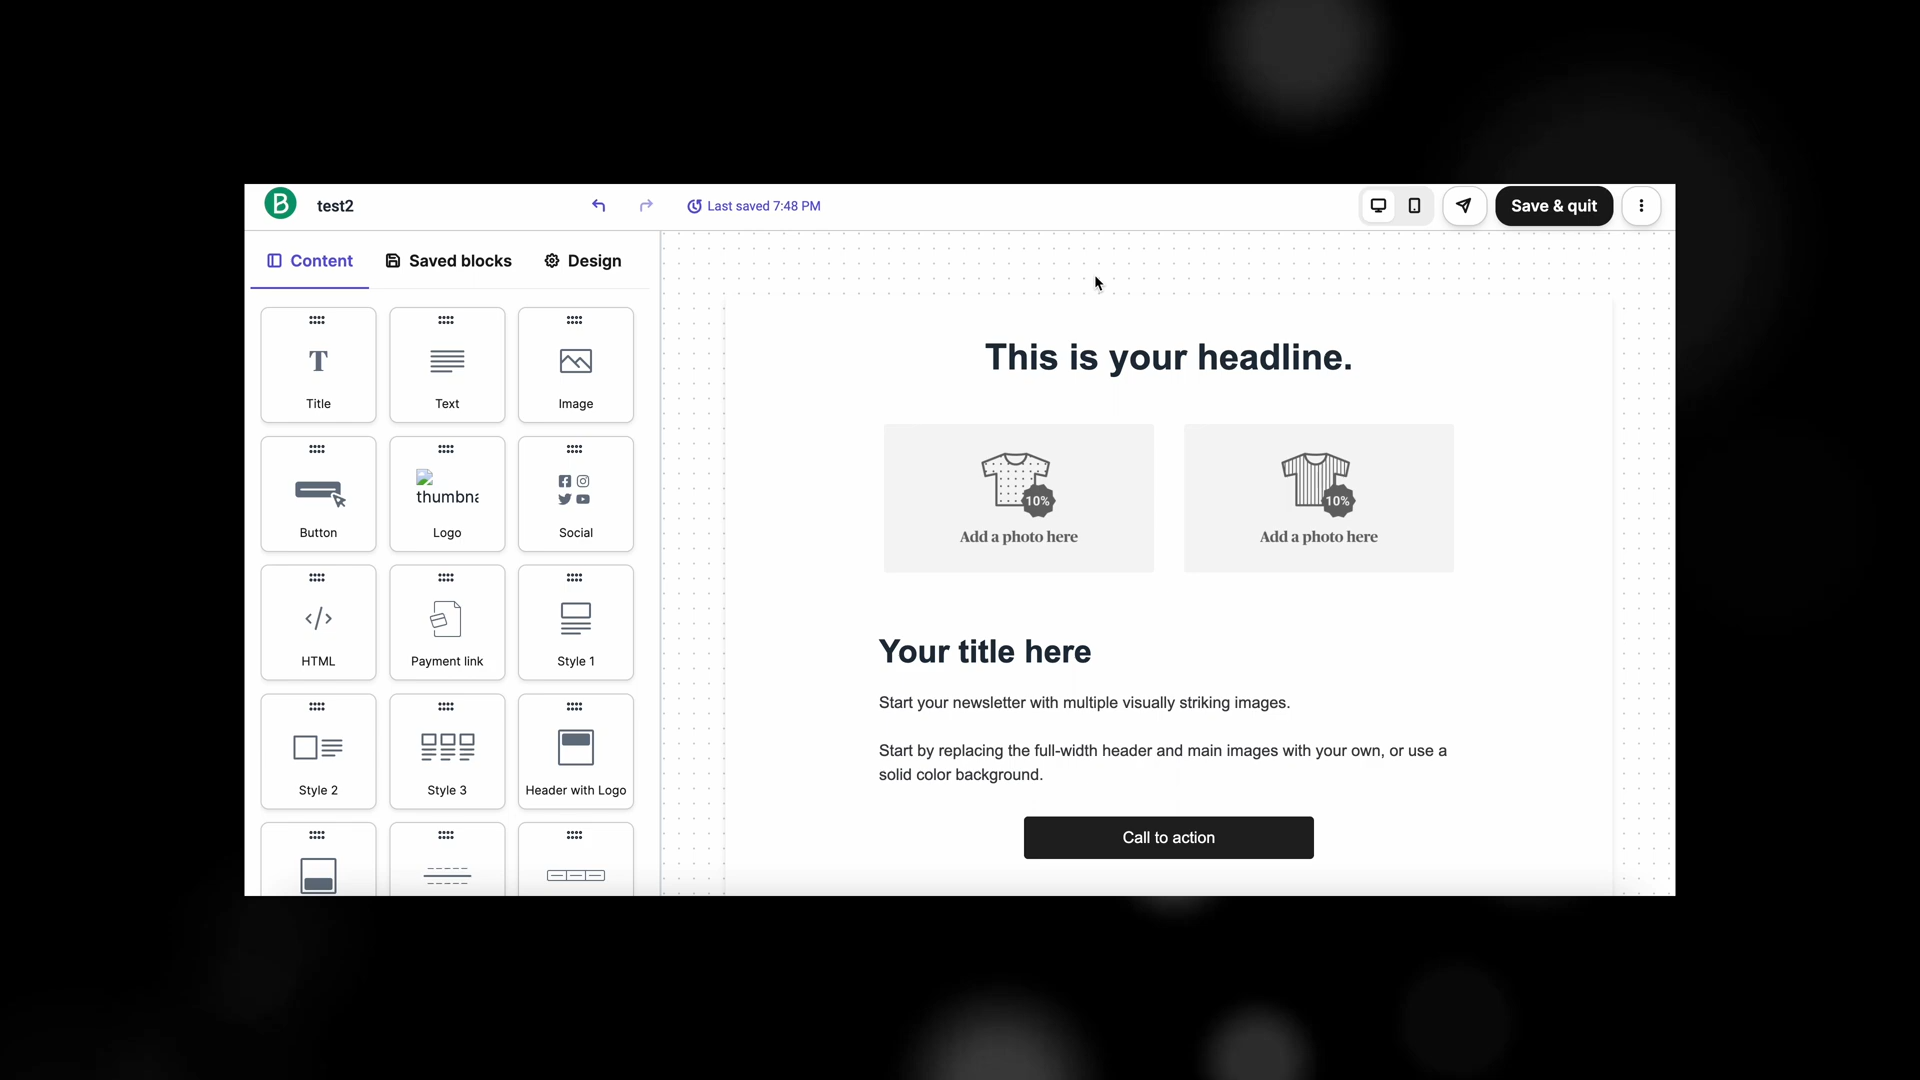 B
test2
Last saved 7:48 PM
Save & quit
Content
Saved blocks
Design
T
Title
Text
Image
Button
thumbna
Logo
Social
</>
HTML
Payment link
Style 1
Style 2
Style 3
Header with Logo
This is your headline.
10%
Add a photo here
10%
Add a photo here
Your title here
Start your newsletter with multiple visually striking images.
Start by replacing the full-width header and main images with your own, or use a
solid color background.
Call to action